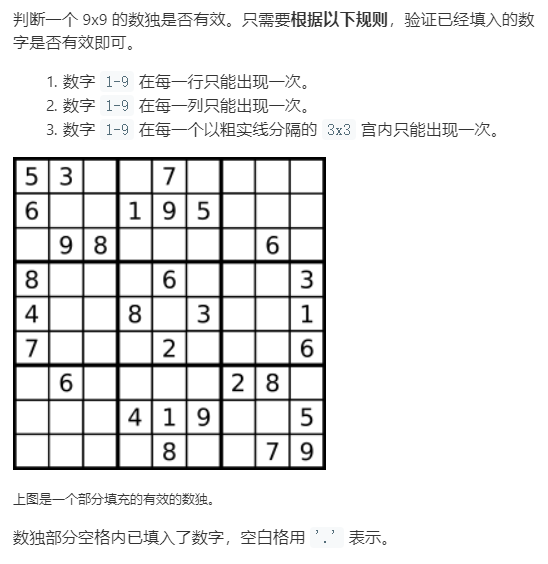 判断一个 9x9 的数独是否有效。只需要根据以下规则，验证已经填入的数
字是否有效即可。
1. 数字 1-9 在每一行只能出现一次。
2. 数字 1-9 在每一列只能出现一次。
3. 数字 1-9 在每一个以粗实线分隔的 3x3 宫内只能出现一次。
5 3 7
6 1 9 5
9 8 6
8 6 3
4 8 3 1
7 2 6
6 2 8
4 1 9 5
8 7 9
上图是一个部分填充的有效的数独。
数独部分空格内已填入了数字，空白格用 '.' 表示。